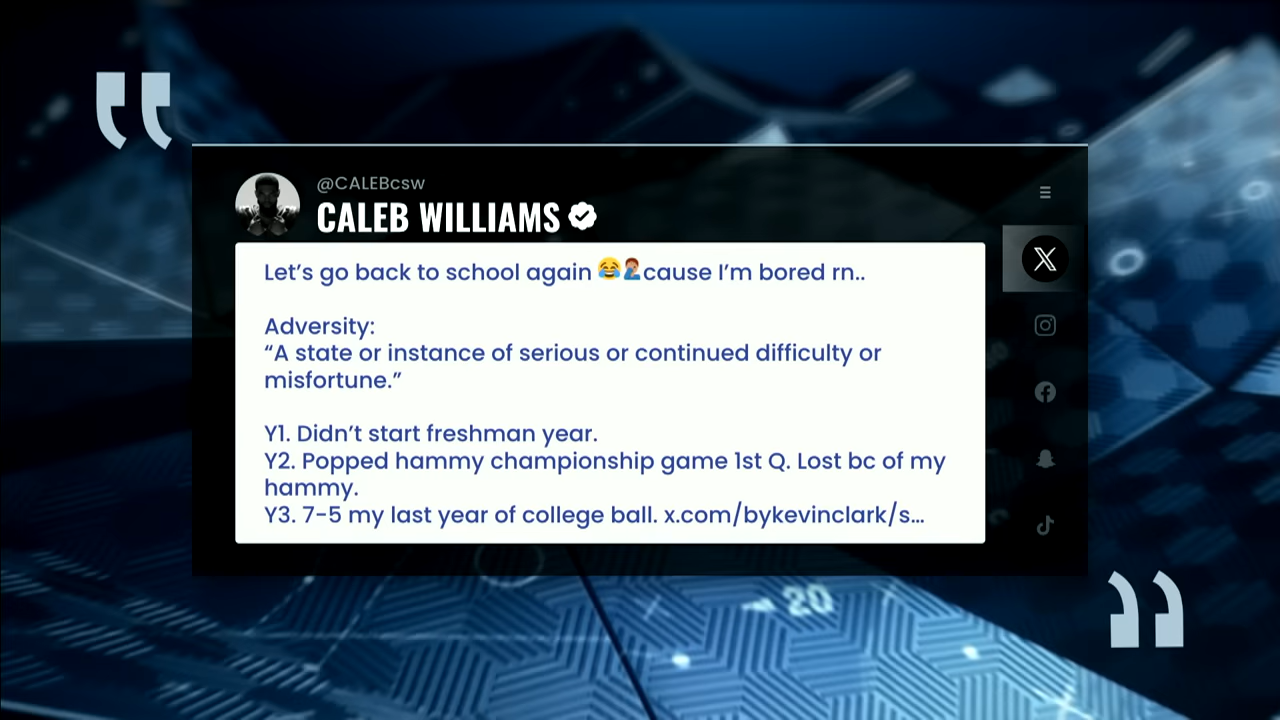 @CALEBcsw
CALEB WILLIAMS
Let’s go back to school again 😂🤦🏽‍♂️cause I’m bored rn..
Adversity:
“A state or instance of serious or continued difficulty or
misfortune.”
Y1. Didn’t start freshman year.
Y2. Popped hammy championship game 1st Q. Lost bc of my
hammy.
Y3. 7-5 my last year of college ball. x.com/bykevinclark/s...
20